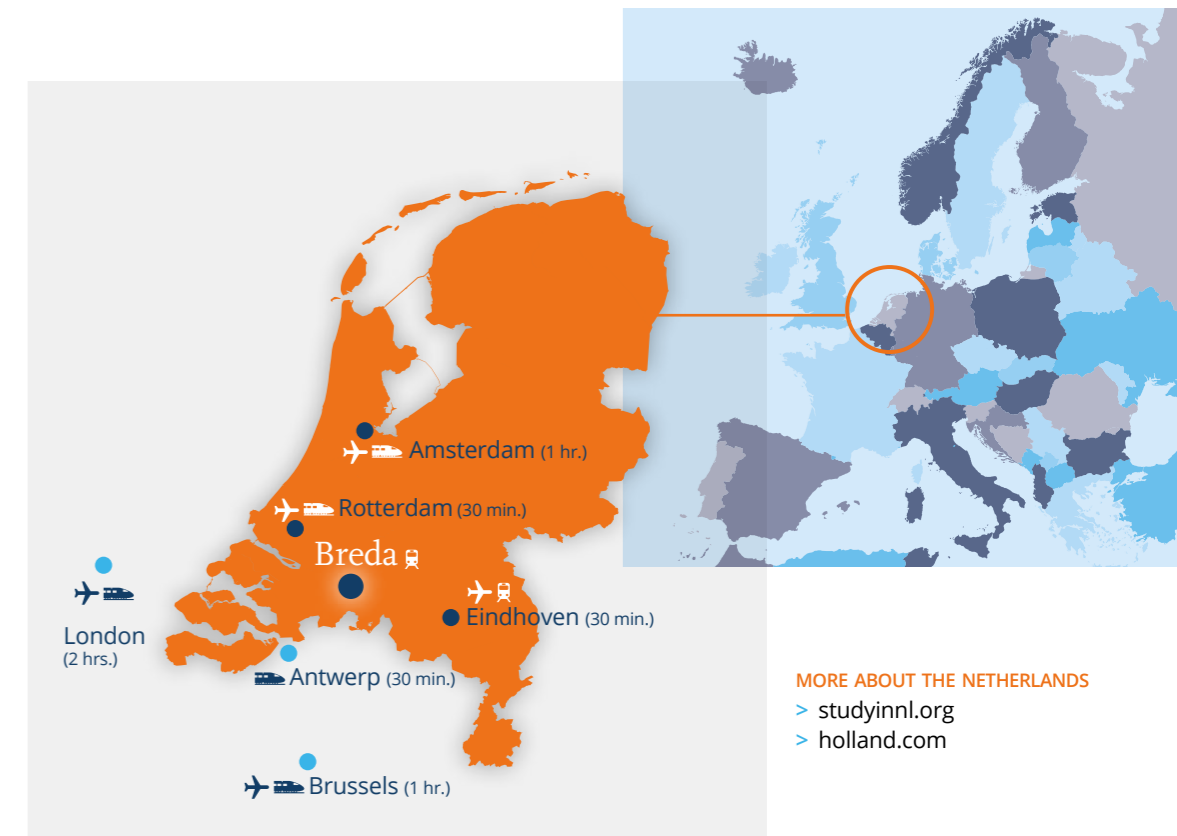 Amsterdam (1 hr.)
Rotterdam (30 min.)
Breda
Eindhoven (30 min.)
London
(2 hrs.)
Antwerp (30 min.)
Brussels (1 hr.)
MORE ABOUT THE NETHERLANDS
> studyinnl.org
> holland.com